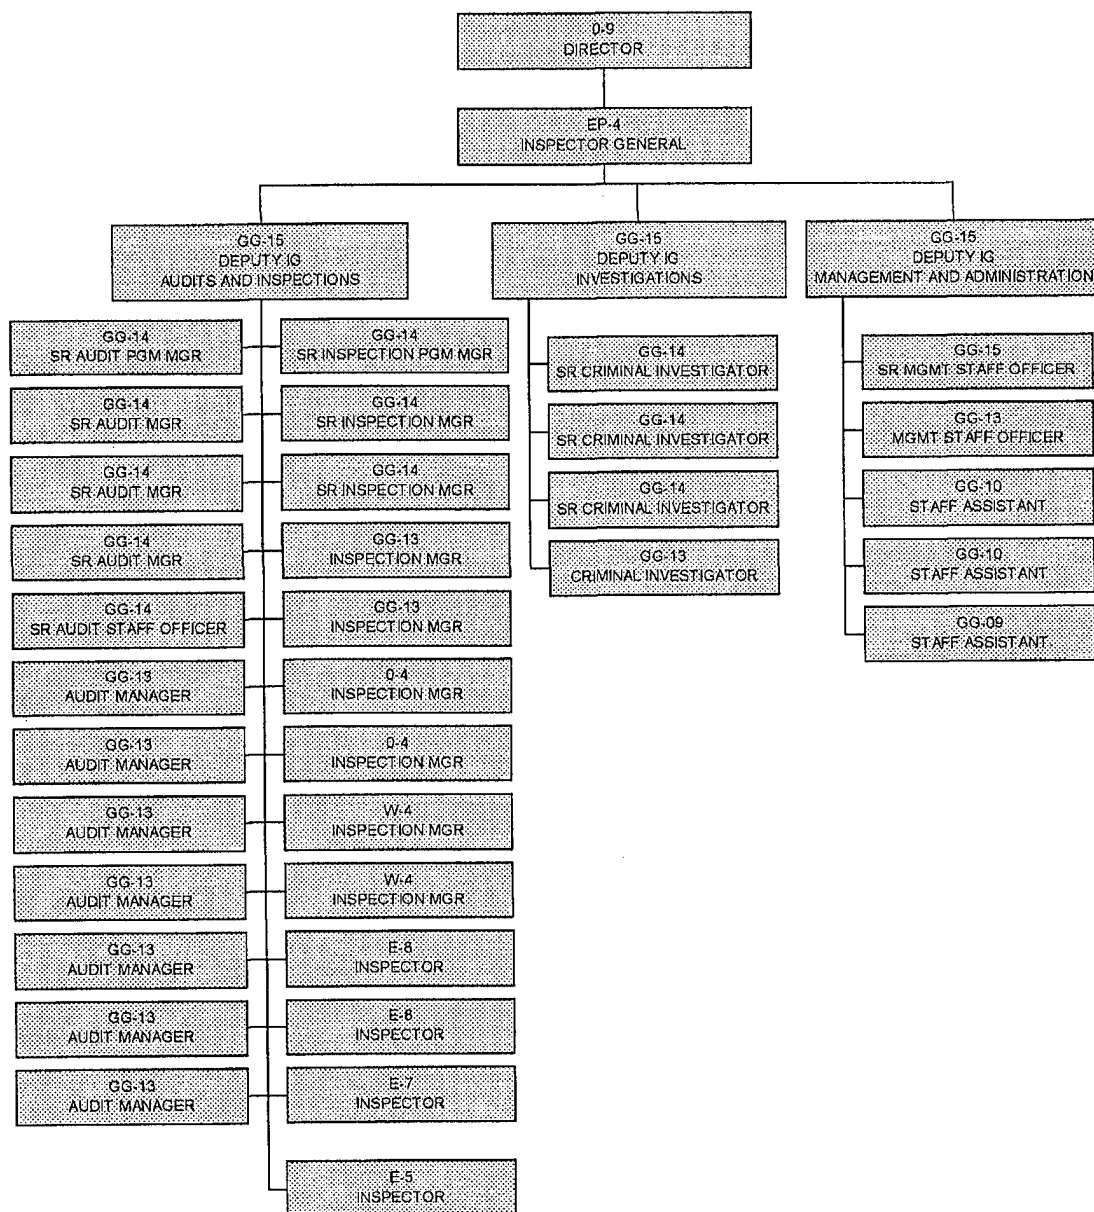 0-9
DIRECTOR
EP-4
INSPECTOR GENERAL
GG-15
DEPUTY IG
AUDITS AND INSPECTIONS
GG-15
DEPUTY IG
INVESTIGATIONS
GG-15
DEPUTY IG
MANAGEMENT AND ADMINISTRATION
GG-14
SR AUDIT PGM MGR
GG-14
SR AUDIT MGR
GG-14
SR AUDIT MGR
GG-14
SR AUDIT MGR
GG-14
SR AUDIT STAFF OFFICER
GG-13
AUDIT MANAGER
GG-13
AUDIT MANAGER
GG-13
AUDIT MANAGER
GG-13
AUDIT MANAGER
GG-13
AUDIT MANAGER
GG-13
AUDIT MANAGER
GG-13
AUDIT MANAGER
GG-14
SR INSPECTION PGM MGR
GG-14
SR INSPECTION MGR
GG-14
SR INSPECTION MGR
GG-13
INSPECTION MGR
GG-13
INSPECTION MGR
0-4
INSPECTION MGR
0-4
INSPECTION MGR
W-4
INSPECTION MGR
W-4
INSPECTION MGR
E-8
INSPECTOR
E-8
INSPECTOR
E-7
INSPECTOR
E-5
INSPECTOR
GG-14
SR CRIMINAL INVESTIGATOR
GG-14
SR CRIMINAL INVESTIGATOR
GG-14
SR CRIMINAL INVESTIGATOR
GG-13
CRIMINAL INVESTIGATOR
GG-15
SR MGMT STAFF OFFICER
GG-13
MGMT STAFF OFFICER
GG-10
STAFF ASSISTANT
GG-10
STAFF ASSISTANT
GG-09
STAFF ASSISTANT